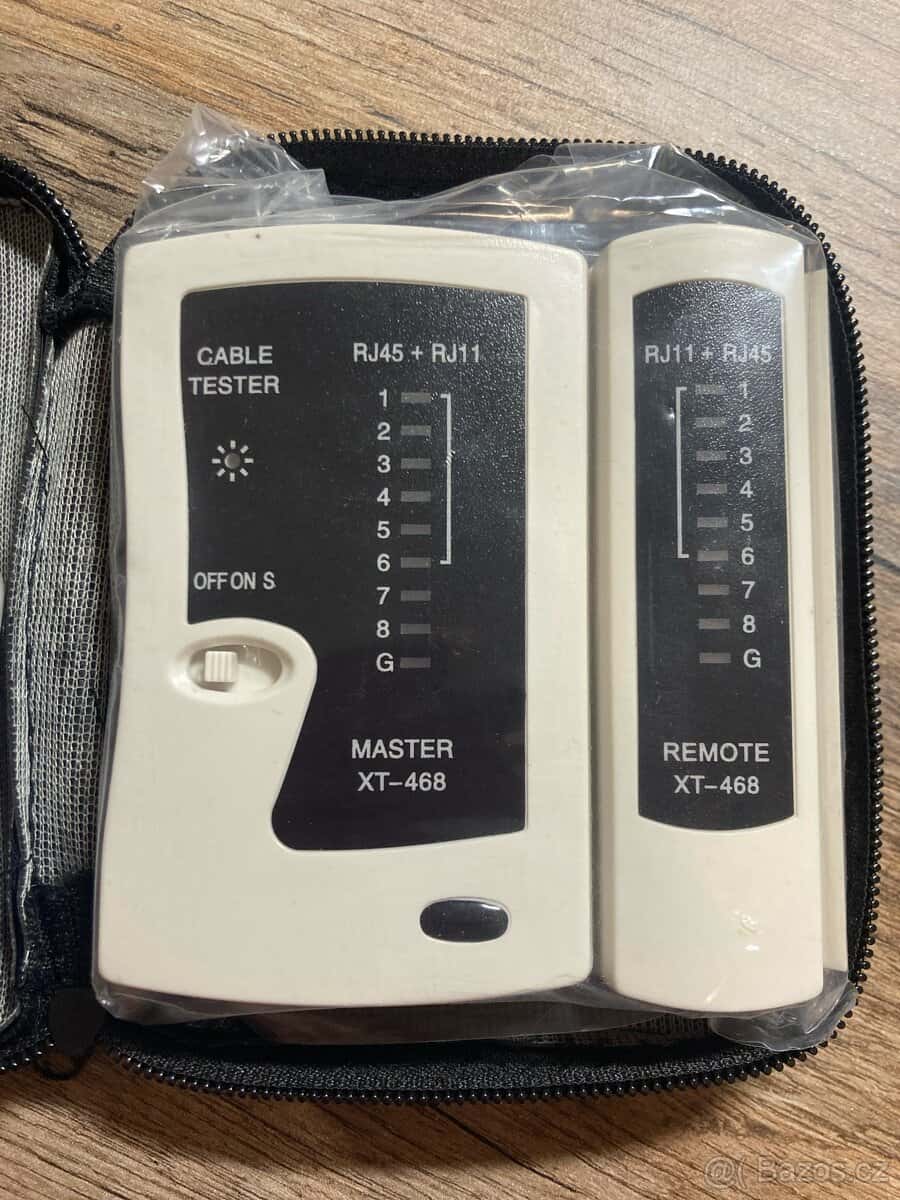 CABLE
TESTER
OFF ON S
RJ45 + RJ11
1
2
3
4
5
6
7
8
G
MASTER
XT-468
RJ11 + RJ45
1
2
3
4
5
6
7
8
G
REMOTE
XT-468
@( Bazos.cz